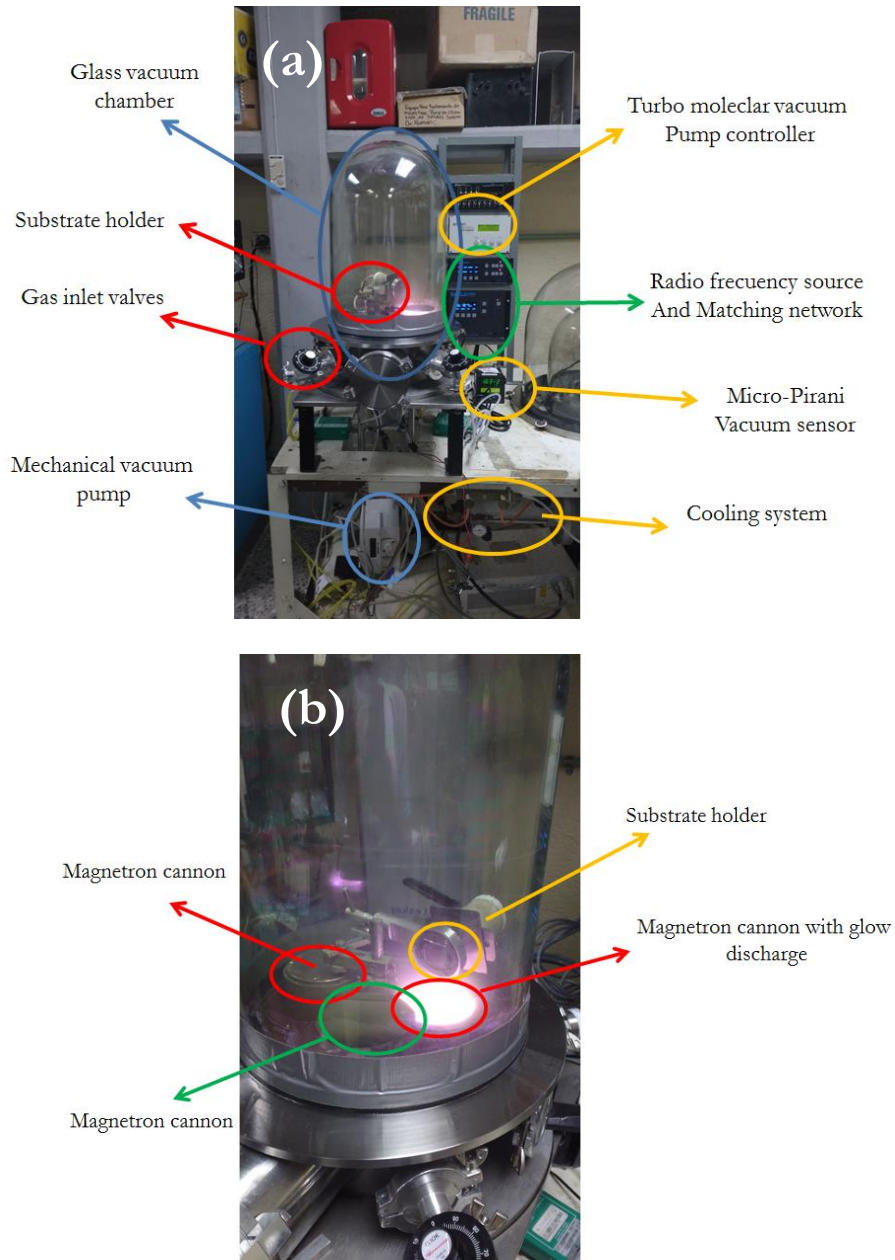 (a)
FRAGILE
Glass vacuum
chamber
Turbo moleclar vacuum
Pump controller
Substrate holder
Gas inlet valves
Radio frecuency source
And Matching network
Micro-Pirani
Vacuum sensor
Mechanical vacuum
pump
Cooling system
(b)
Substrate holder
Magnetron cannon
Magnetron cannon with glow
discharge
Magnetron cannon